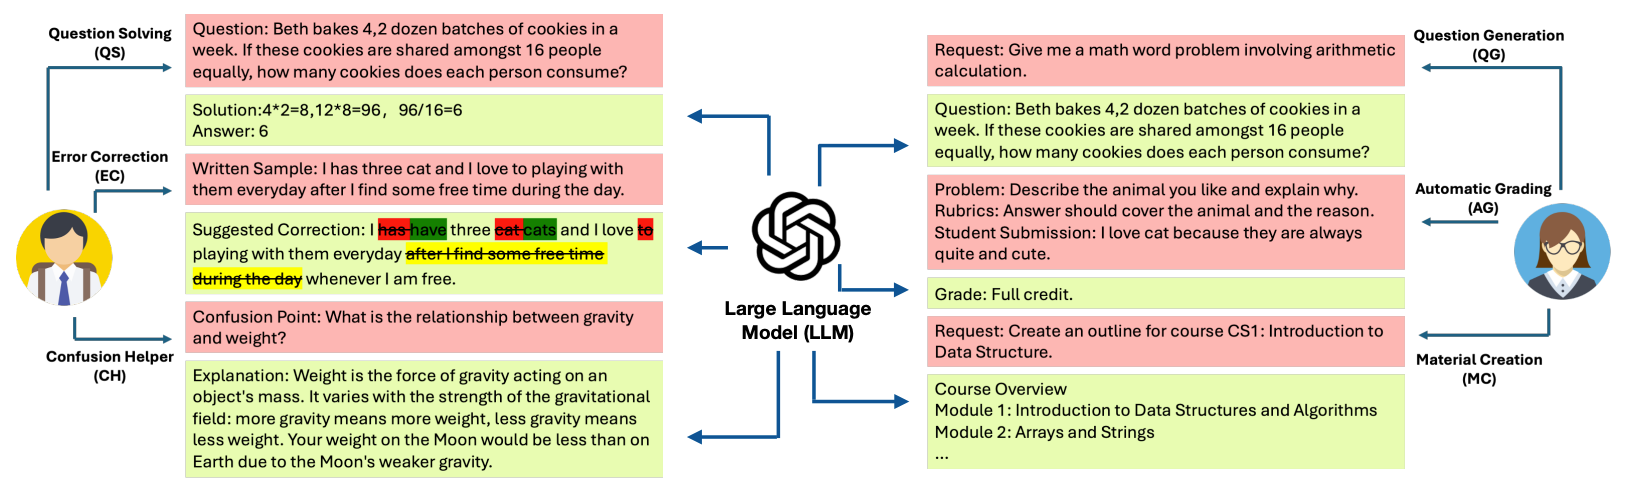 Question Solving
(QS)
Question: Beth bakes 4,2 dozen batches of cookies in a
week. If these cookies are shared amongst 16 people
equally, how many cookies does each person consume?
Solution:4*2=8,12*8=96, 96/16=6
Answer: 6
Error Correction
(EC)
Written Sample: I has three cat and I love to playing with
them everyday after I find some free time during the day.
Suggested Correction: I has have three cat cats and I love to
playing with them everyday after I find some free time
during the day whenever I am free.
Confusion Helper
(CH)
Confusion Point: What is the relationship between gravity
and weight?
Explanation: Weight is the force of gravity acting on an
object's mass. It varies with the strength of the gravitational
field: more gravity means more weight, less gravity means
less weight. Your weight on the Moon would be less than on
Earth due to the Moon's weaker gravity.
Large Language
Model (LLM)
Question Generation
(QG)
Request: Give me a math word problem involving arithmetic
calculation.
Question: Beth bakes 4,2 dozen batches of cookies in a
week. If these cookies are shared amongst 16 people
equally, how many cookies does each person consume?
Automatic Grading
(AG)
Problem: Describe the animal you like and explain why.
Rubrics: Answer should cover the animal and the reason.
Student Submission: I love cat because they are always
quite and cute.
Grade: Full credit.
Material Creation
(MC)
Request: Create an outline for course CS1: Introduction to
Data Structure.
Course Overview
Module 1: Introduction to Data Structures and Algorithms
Module 2: Arrays and Strings
...